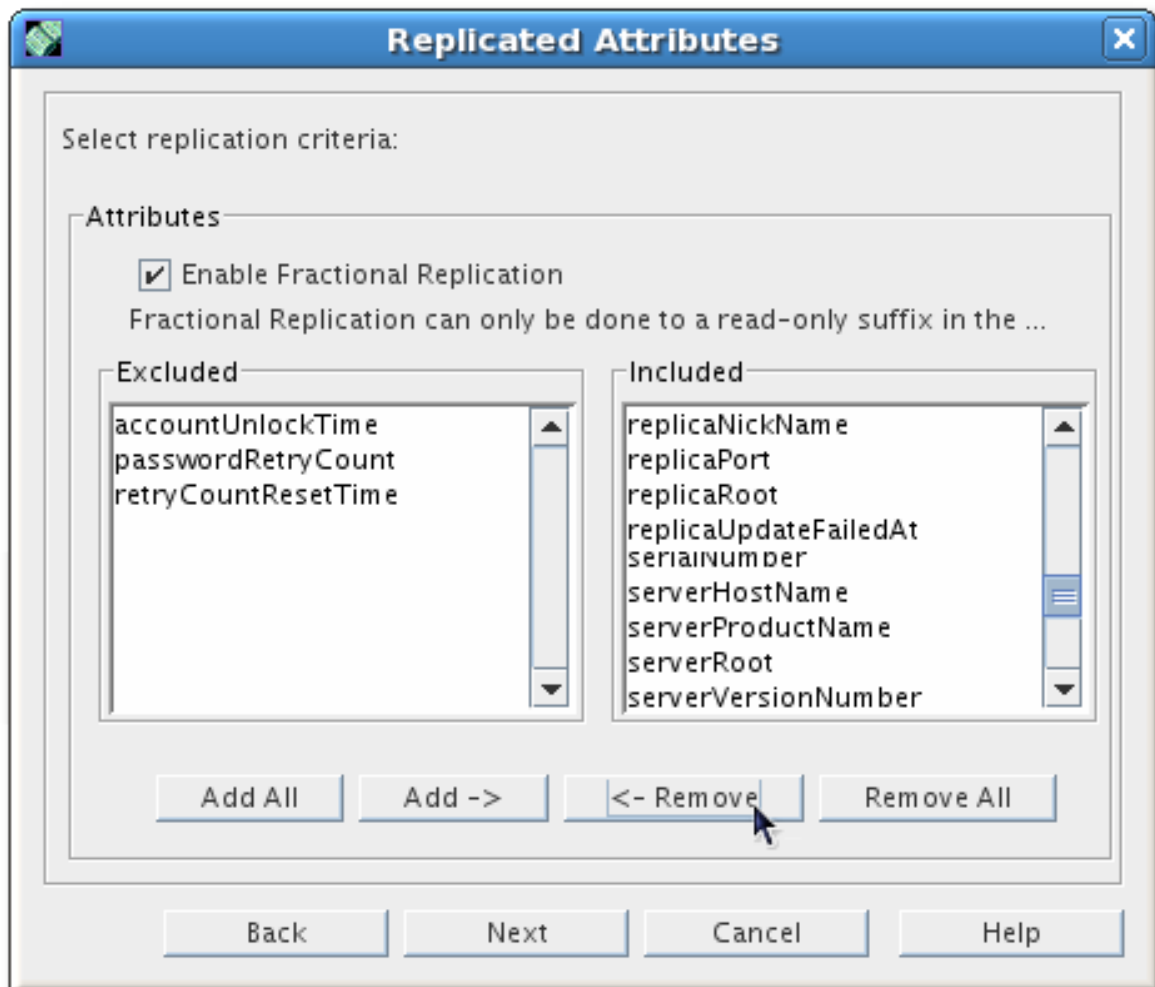 Replicated Attributes
Select replication criteria:
Attributes
Enable Fractional Replication
Fractional Replication can only be done to a read-only suffix in the ...
Excluded
accountUnlockTime
passwordRetryCount
retryCountResetTime
Included
replicaNickName
replicaPort
replicaRoot
replicaUpdateFailedAt
serialNumber
serverHostName
serverProductName
serverRoot
serverVersionNumber
Add All
Add ->
<- Remove
Remove All
Back
Next
Cancel
Help